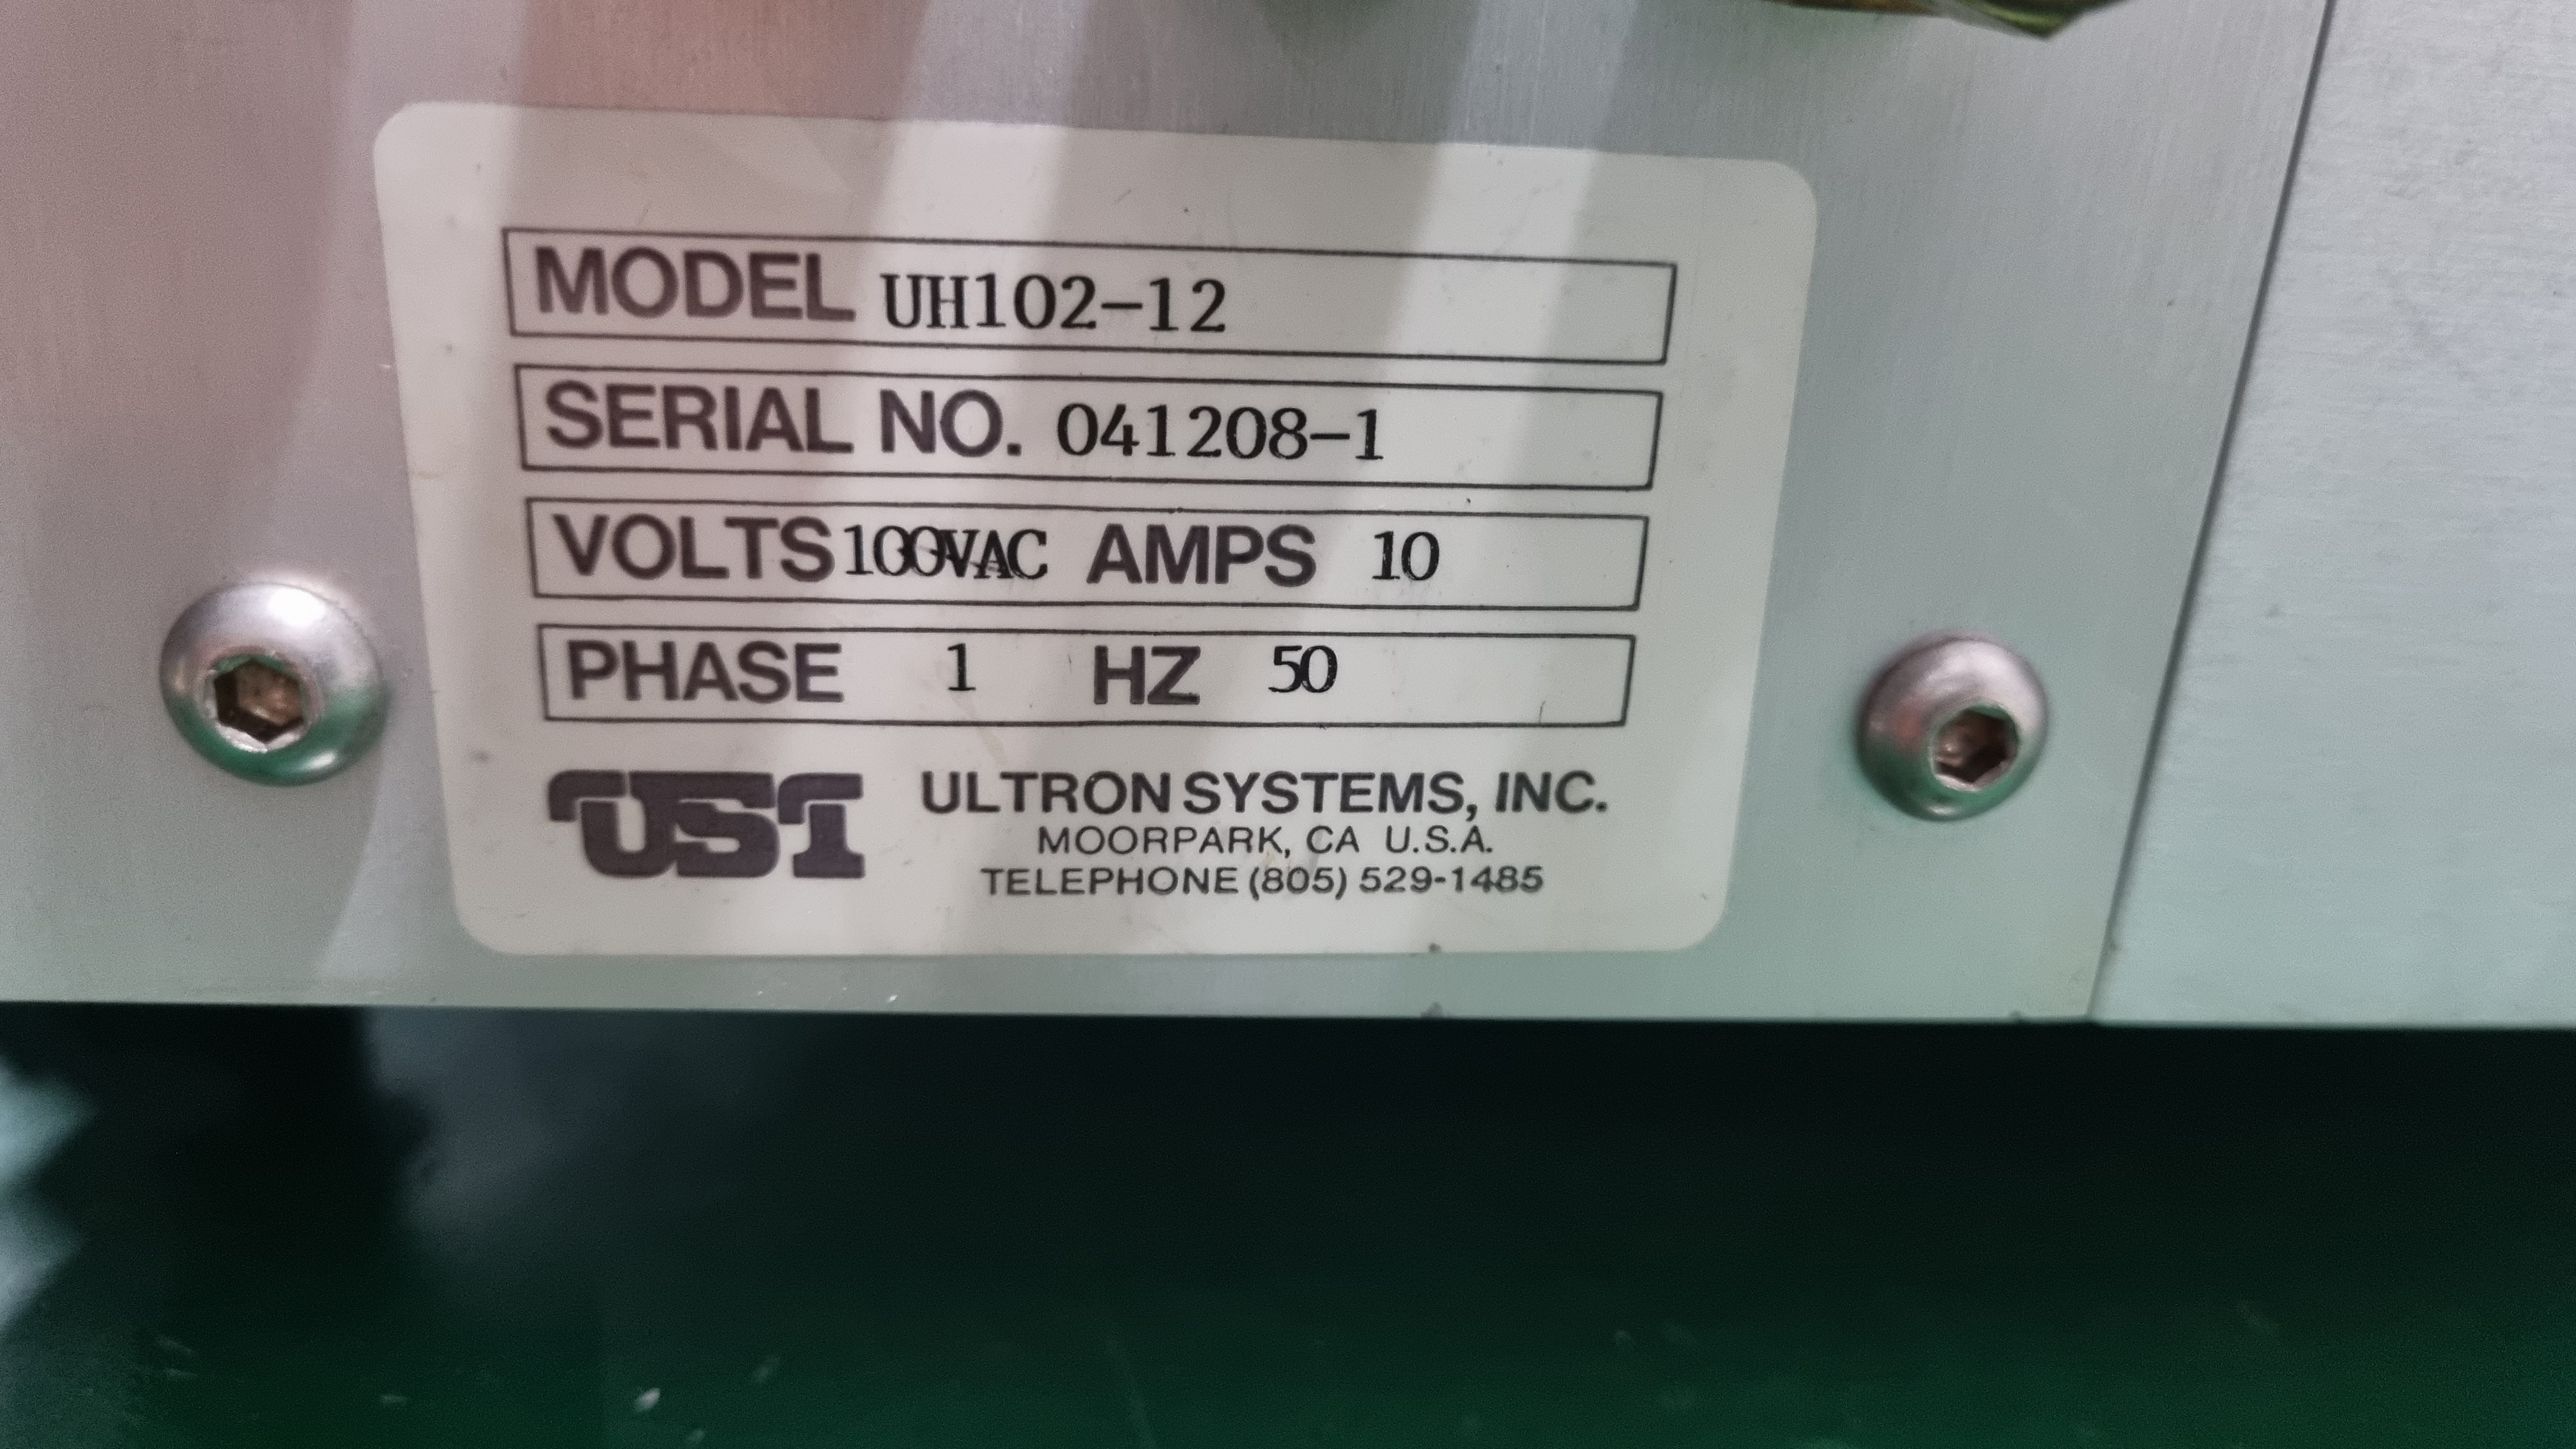 MODEL UH102-12
SERIAL NO. 041208-1
VOLTS 100VAC AMPS 10
PHASE 1 HZ 50
USI ULTRON SYSTEMS, INC.
MOORPARK, CA U.S.A.
TELEPHONE (805) 529-1485